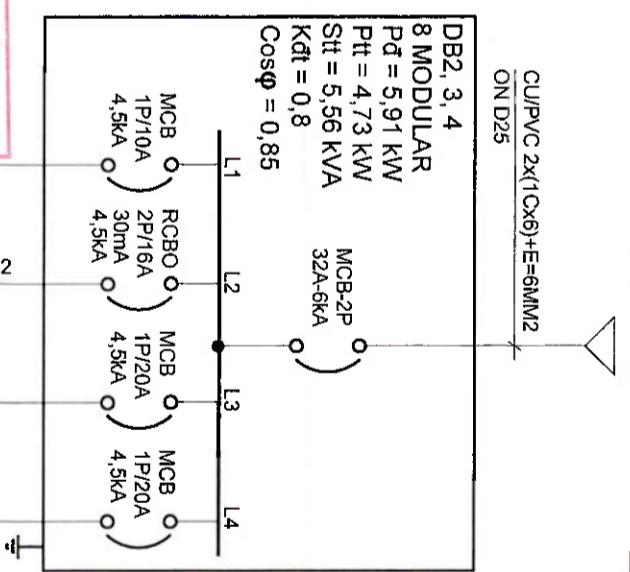 CU/PVC 2x(1Cx6)+E=6MM2
ON D25
DB2, 3, 4
8 MODULAR
Pđ = 5,91 kW
Ptt = 4,73 kW
Stt = 5,56 kVA
Kđt = 0,8
Cosφ = 0,85
MCB-2P
32A-6kA
L1
MCB
1P/10A
4,5kA
L2
RCBO
2P/16A
30mA
4,5kA
L3
MCB
1P/20A
4,5kA
L4
MCB
1P/20A
4,5kA
2